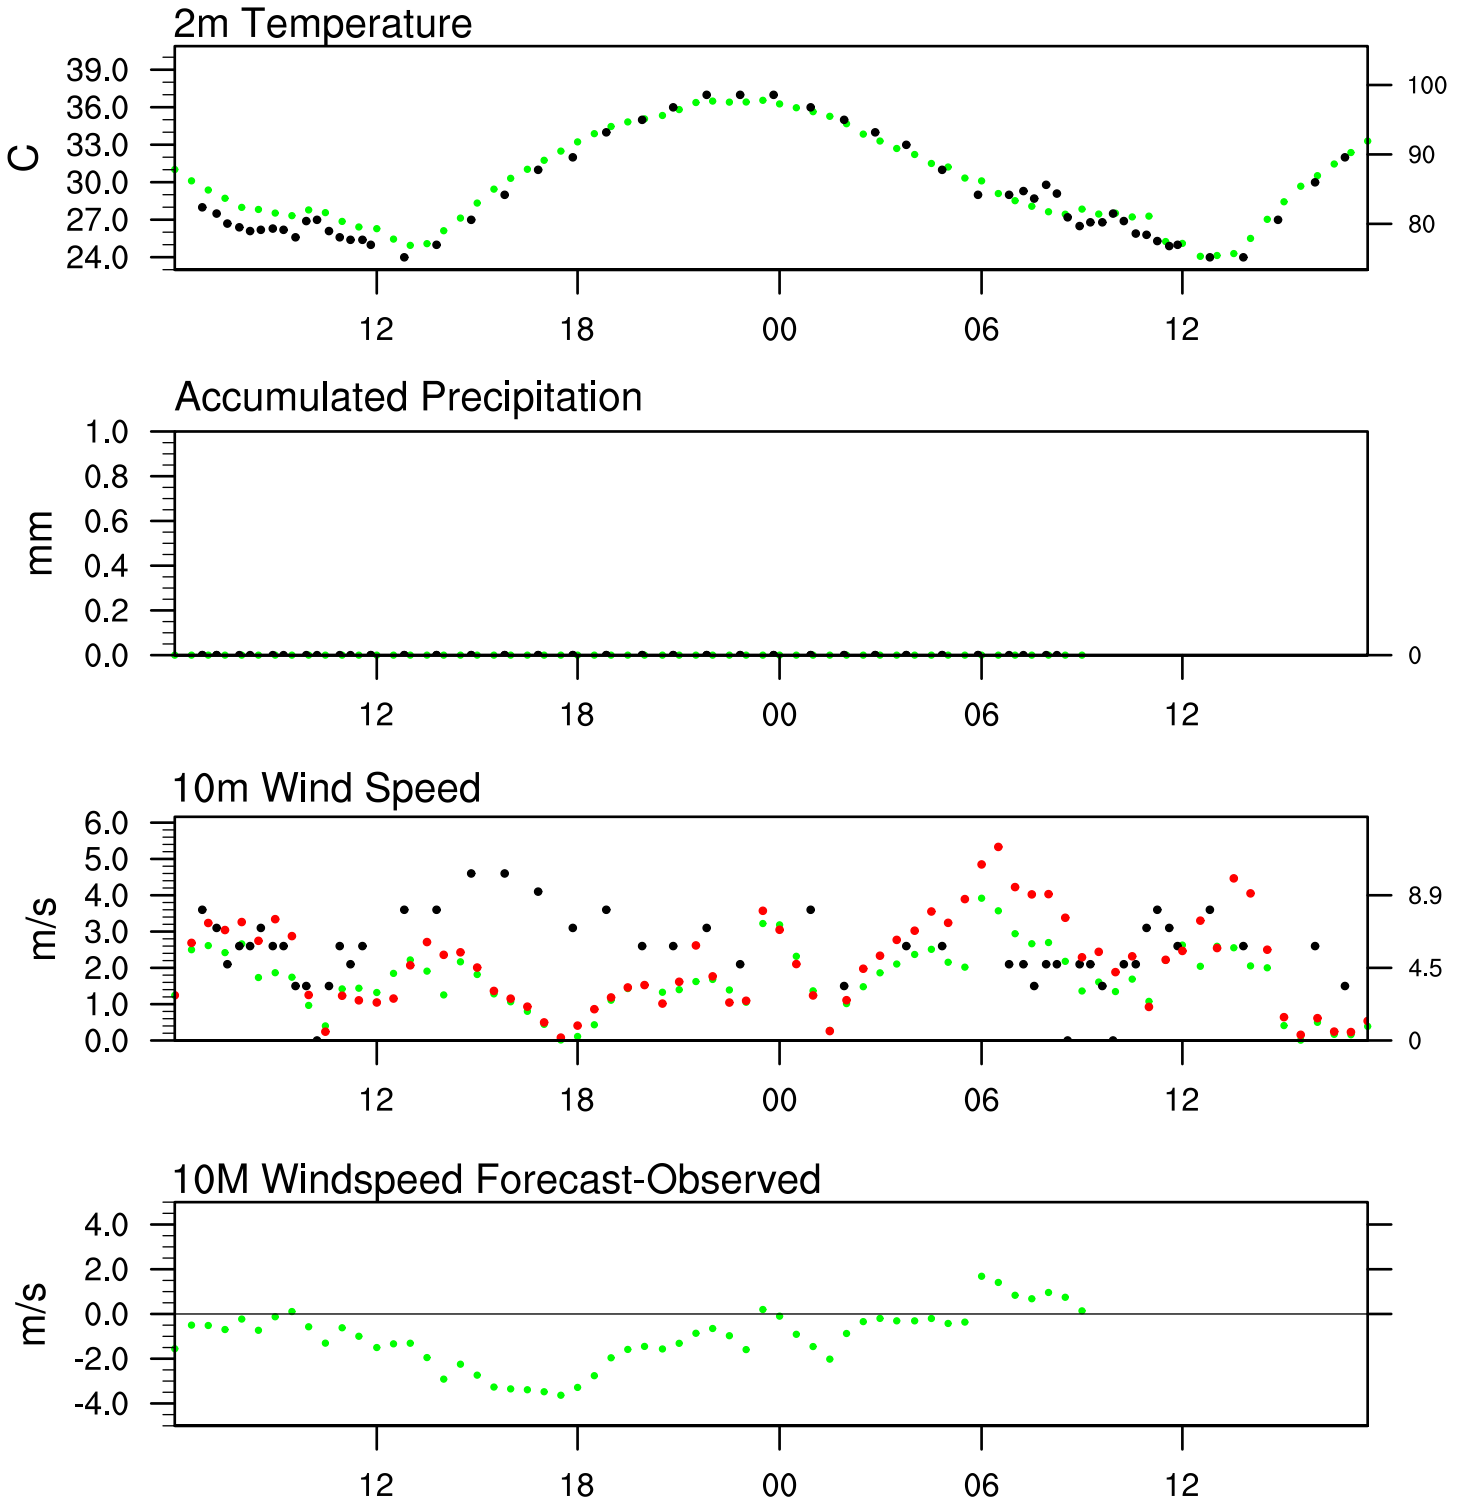 2m Temperature
39.0
36.0
33.0
30.0
27.0
24.0
C
100
90
80
12 18 00 06 12
Accumulated Precipitation
1.0
0.8
0.6
0.4
0.2
0.0
mm
0
12 18 00 06 12
10m Wind Speed
6.0
5.0
4.0
3.0
2.0
1.0
0.0
m/s
8.9
4.5
0
12 18 00 06 12
10M Windspeed Forecast-Observed
4.0
2.0
0.0
-2.0
-4.0
m/s
12 18 00 06 12